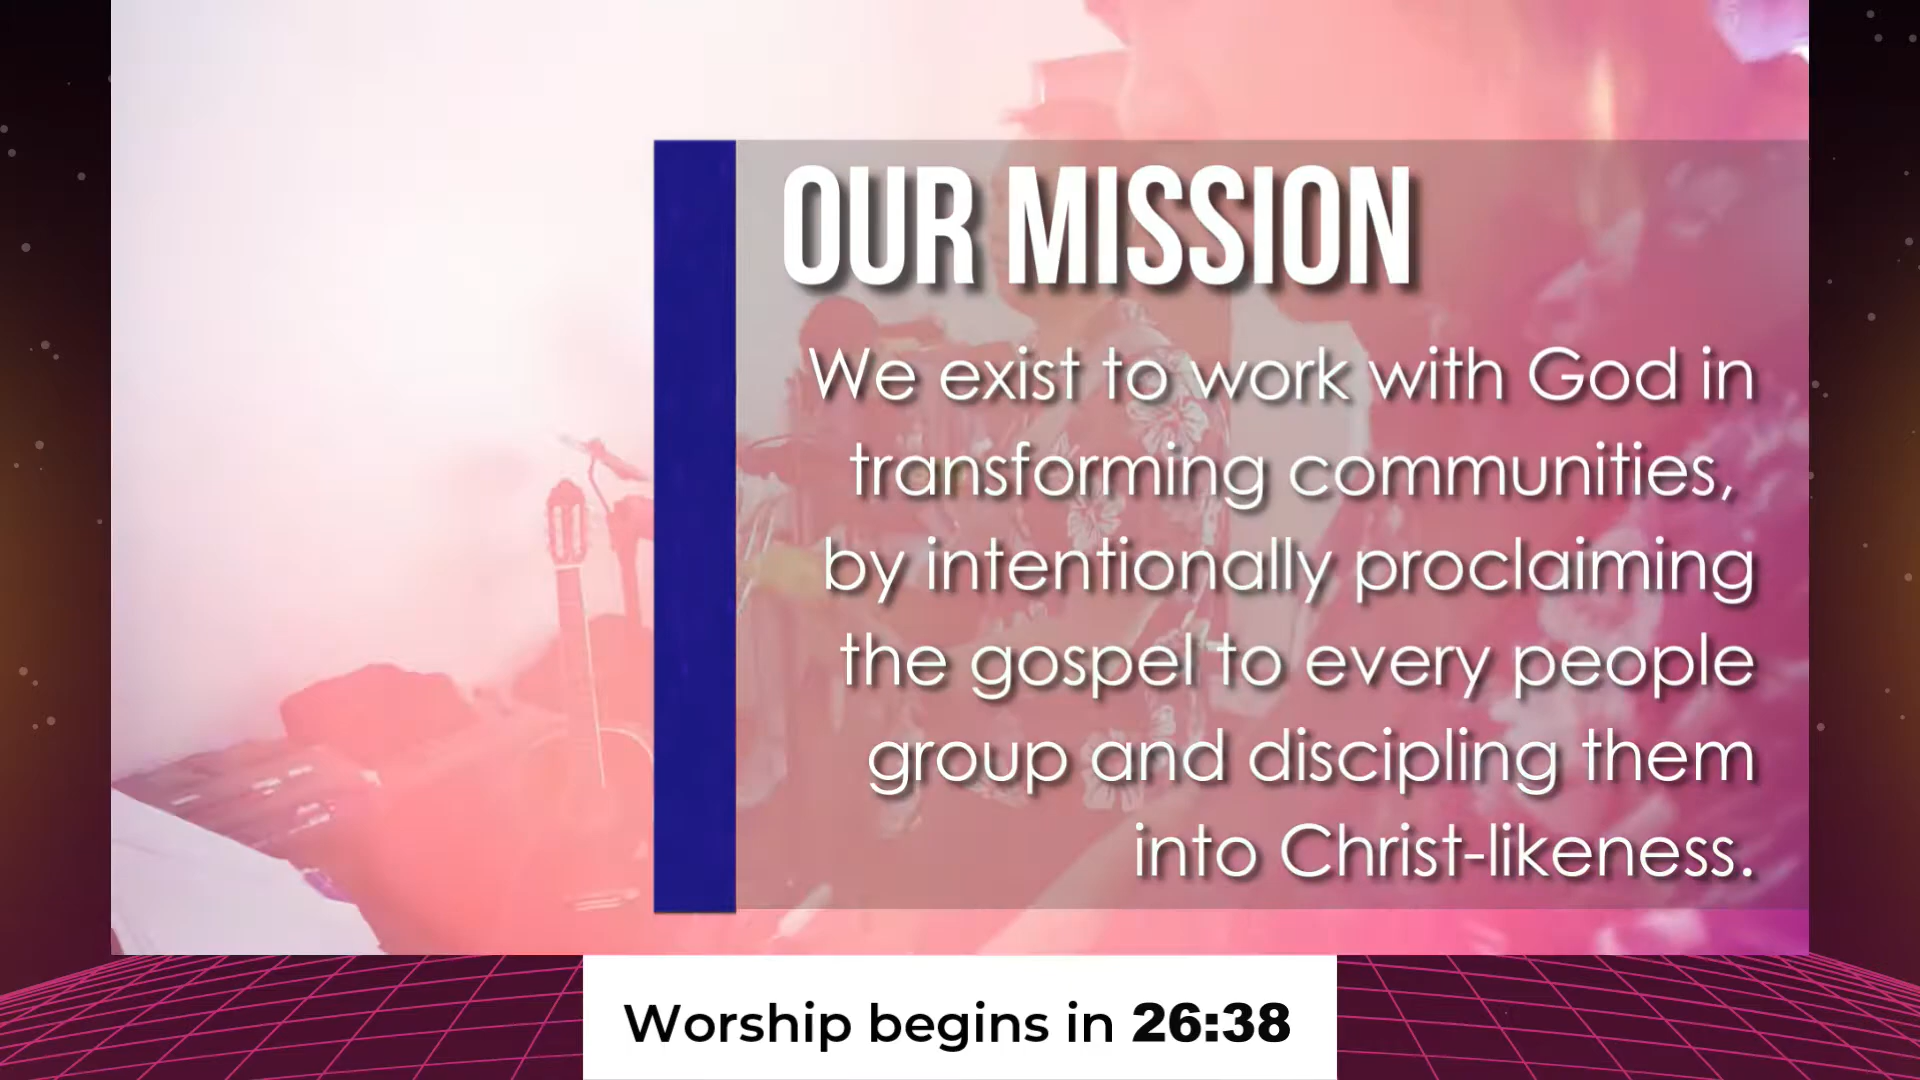 OUR MISSION
We exist to work with God in
transforming communities,
by intentionally proclaiming
the gospel to every people
group and discipling them
into Christ-likeness.
Worship begins in 26:38